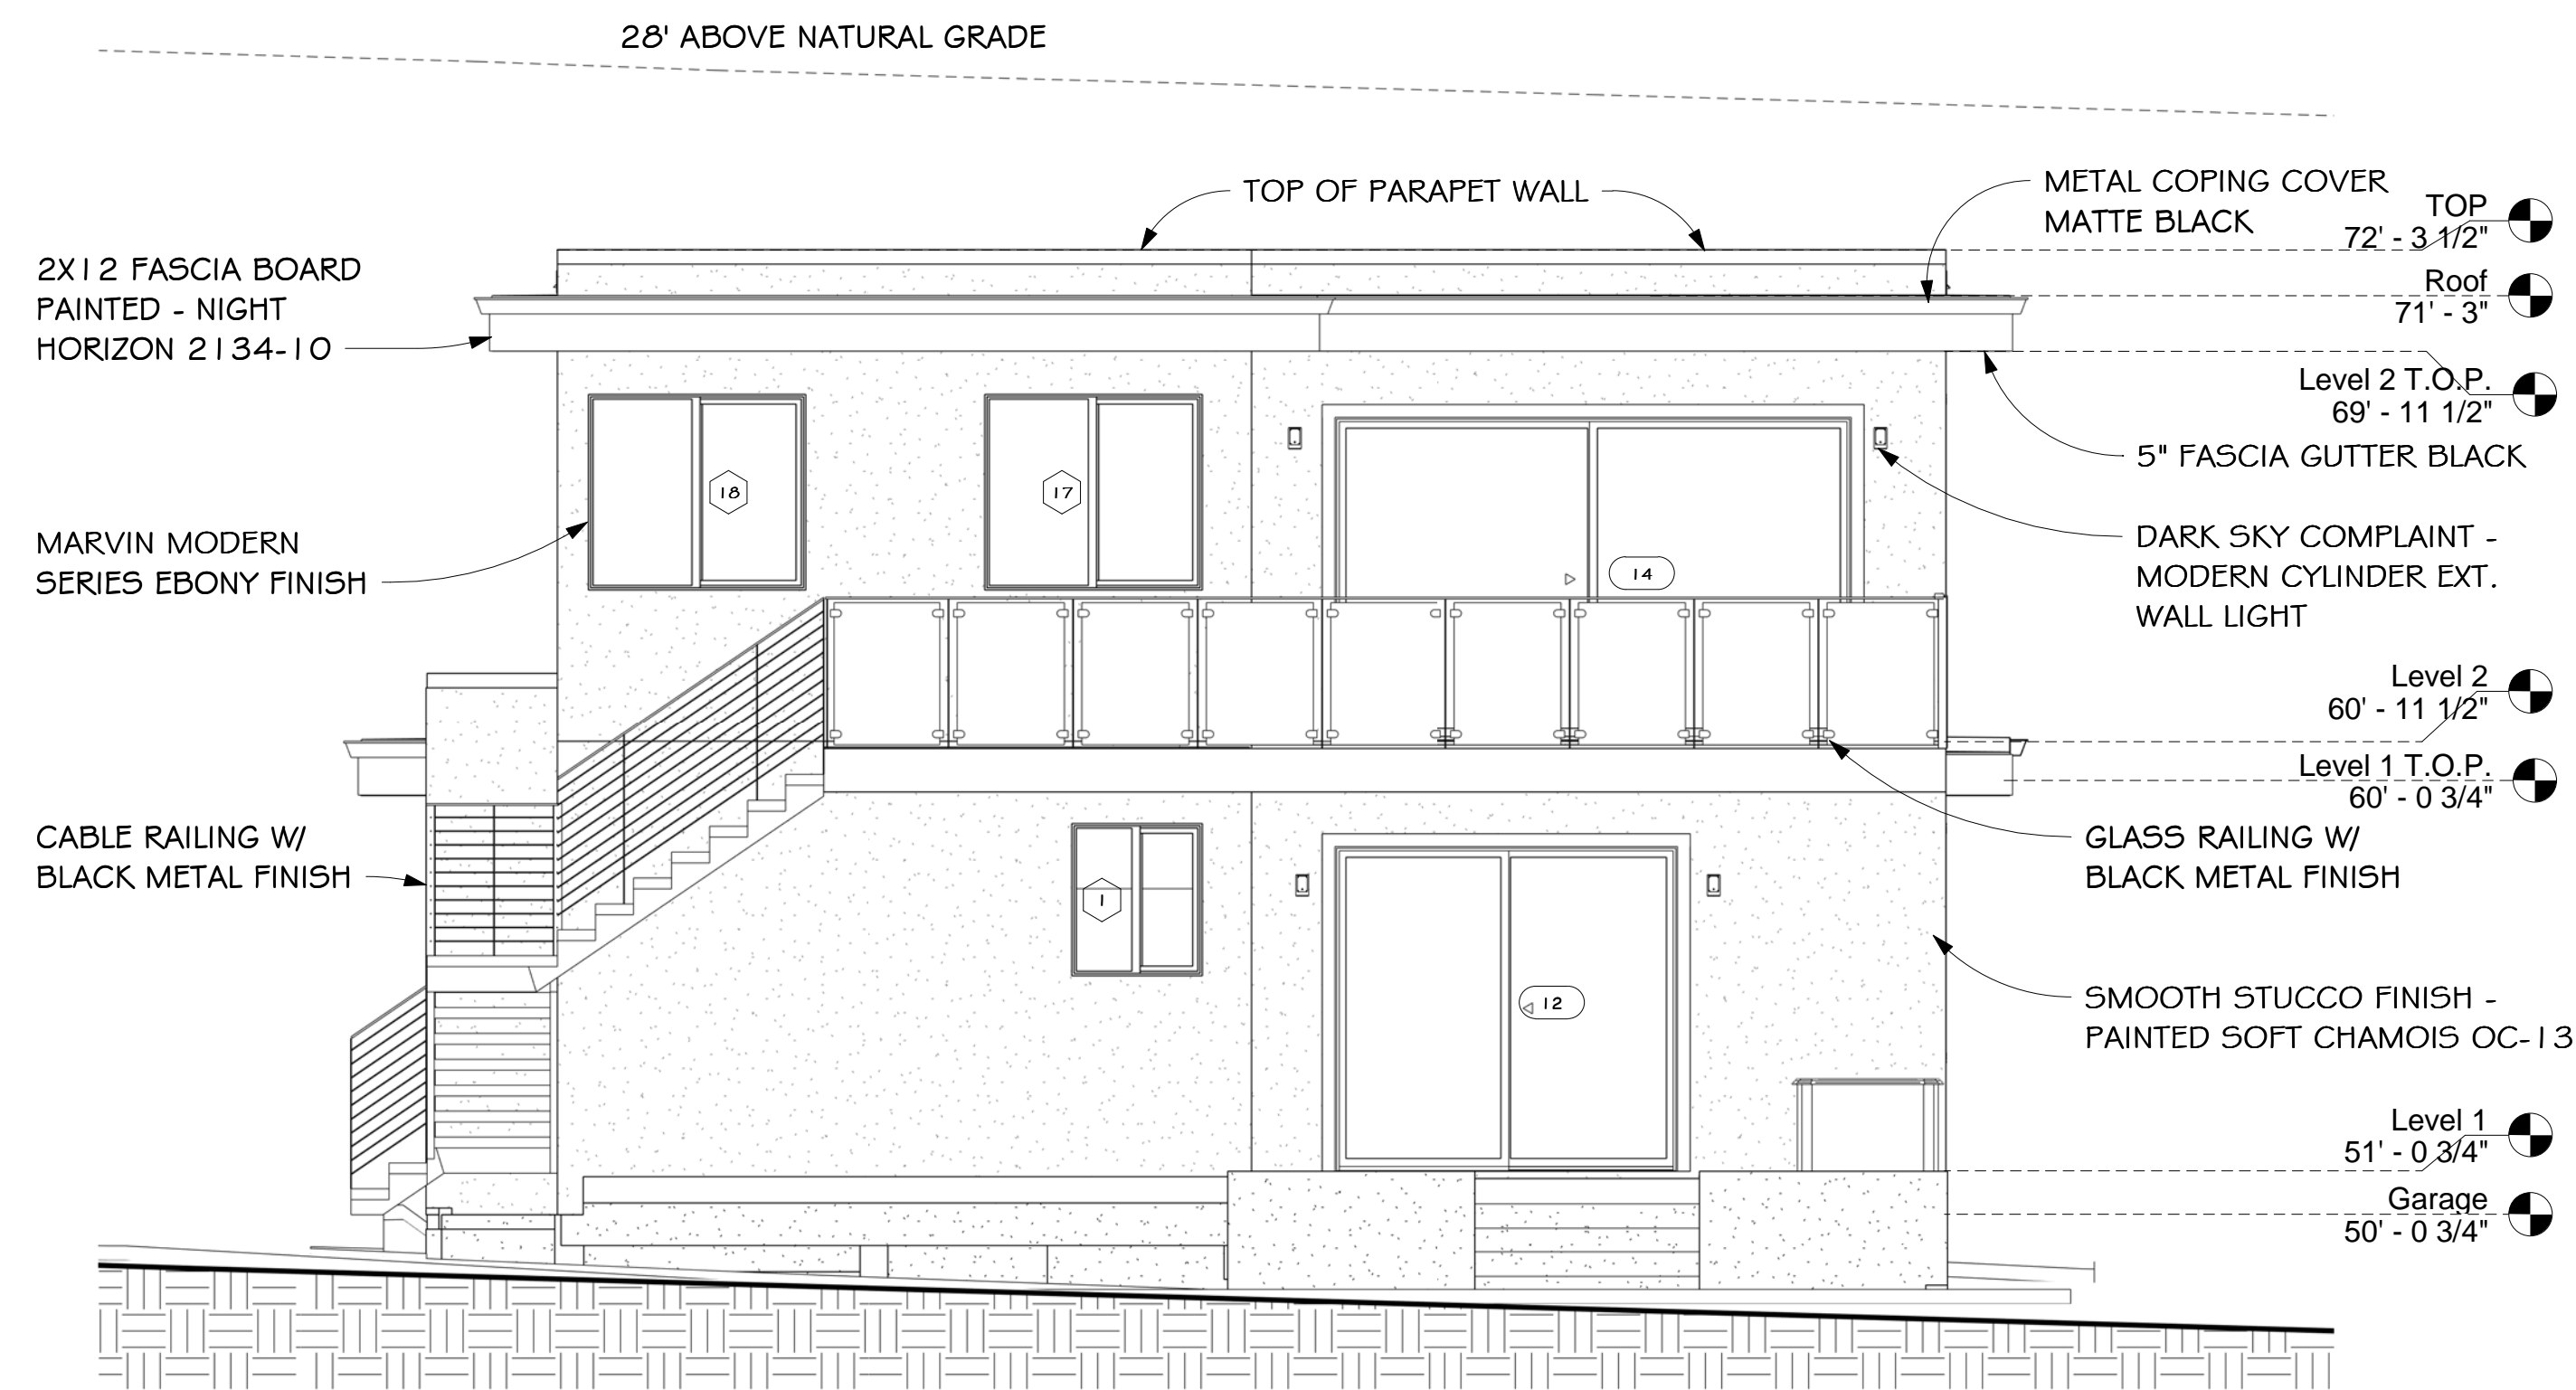 28' ABOVE NATURAL GRADE
TOP OF PARAPET WALL
METAL COPING COVER
MATTE BLACK
TOP
72' - 3 1/2"
Roof
71' - 3"
2X12 FASCIA BOARD
PAINTED - NIGHT
HORIZON 2134-10
Level 2 T.O.P.
69' - 11 1/2"
5" FASCIA GUTTER BLACK
18
17
14
MARVIN MODERN
SERIES EBONY FINISH
DARK SKY COMPLAINT -
MODERN CYLINDER EXT.
WALL LIGHT
Level 2
60' - 11 1/2"
Level 1 T.O.P.
60' - 0 3/4"
CABLE RAILING W/
BLACK METAL FINISH
GLASS RAILING W/
BLACK METAL FINISH
1
12
SMOOTH STUCCO FINISH -
PAINTED SOFT CHAMOIS OC-13
Level 1
51' - 0 3/4"
Garage
50' - 0 3/4"